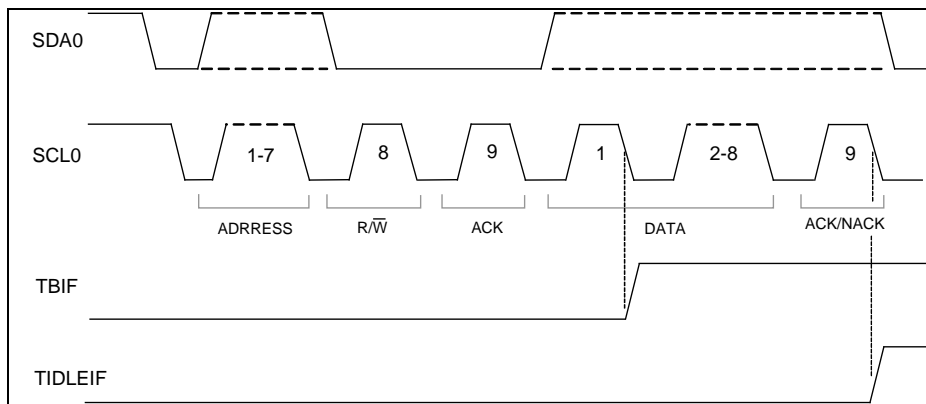 SDA0
SCL0
1-7 8 9 1 2-8 9
ADRRESS R/W̅ ACK DATA ACK/NACK
TBIF
TIDLEIF